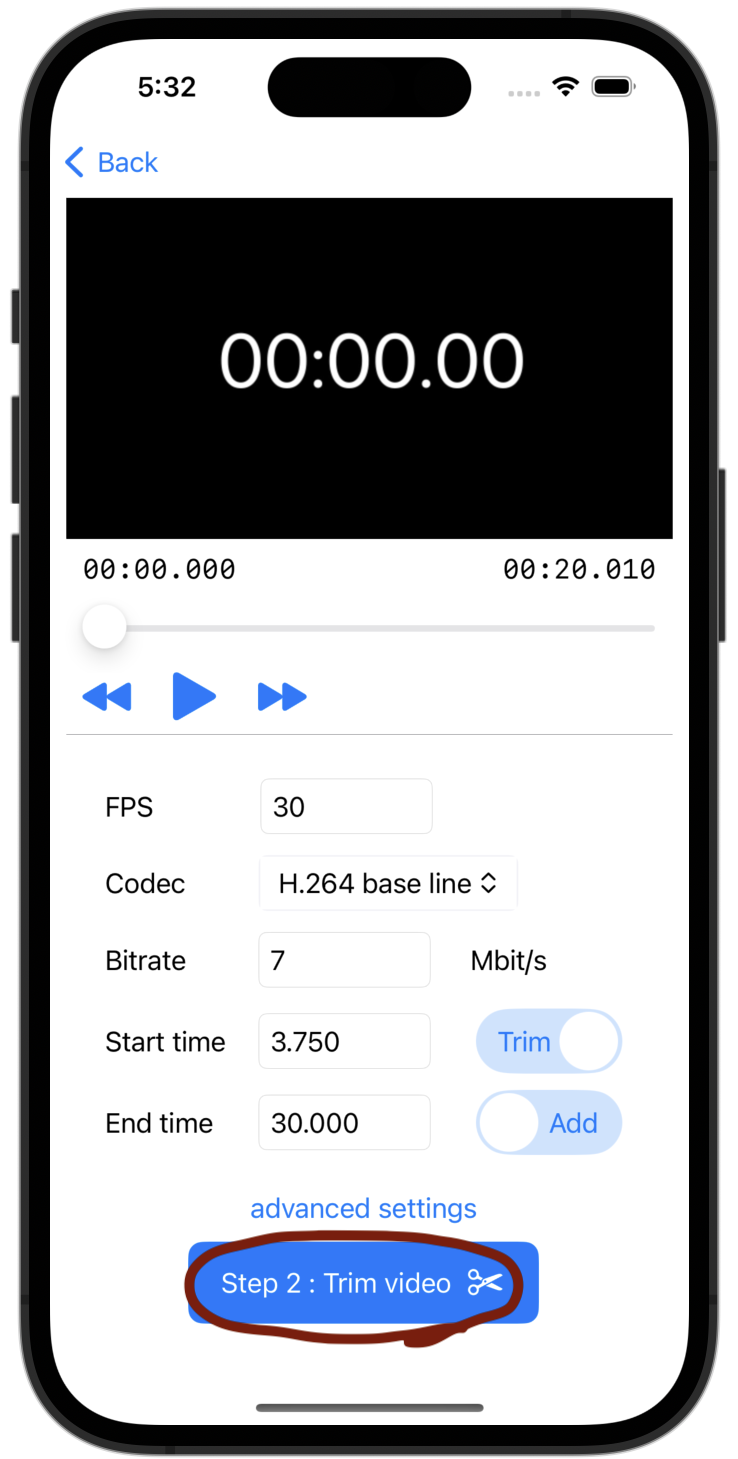 5:32
Back
00:00.00
00:00.000 00:20.010
FPS 30
Codec H.264 base line
Bitrate 7 Mbit/s
Start time 3.750 Trim
End time 30.000 Add
advanced settings
Step 2 : Trim video